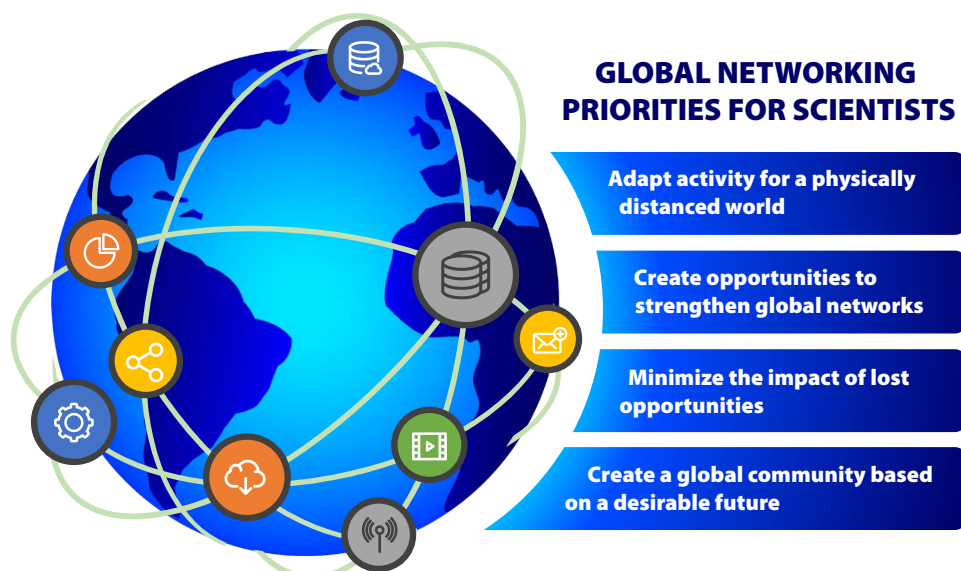 GLOBAL NETWORKING
PRIORITIES FOR SCIENTISTS
Adapt activity for a physically
distanced world
Create opportunities to
strengthen global networks
Minimize the impact of lost
opportunities
Create a global community based
on a desirable future